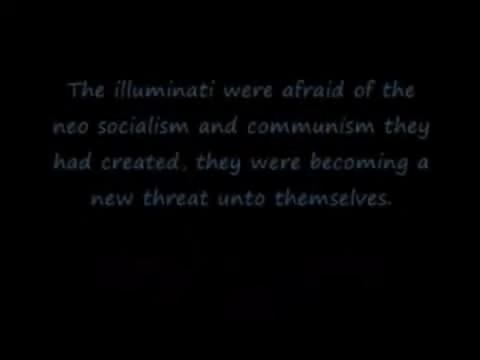 The illuminati were afraid of the
neo socialism and communism they
had created, they were becoming a
new threat unto themselves.